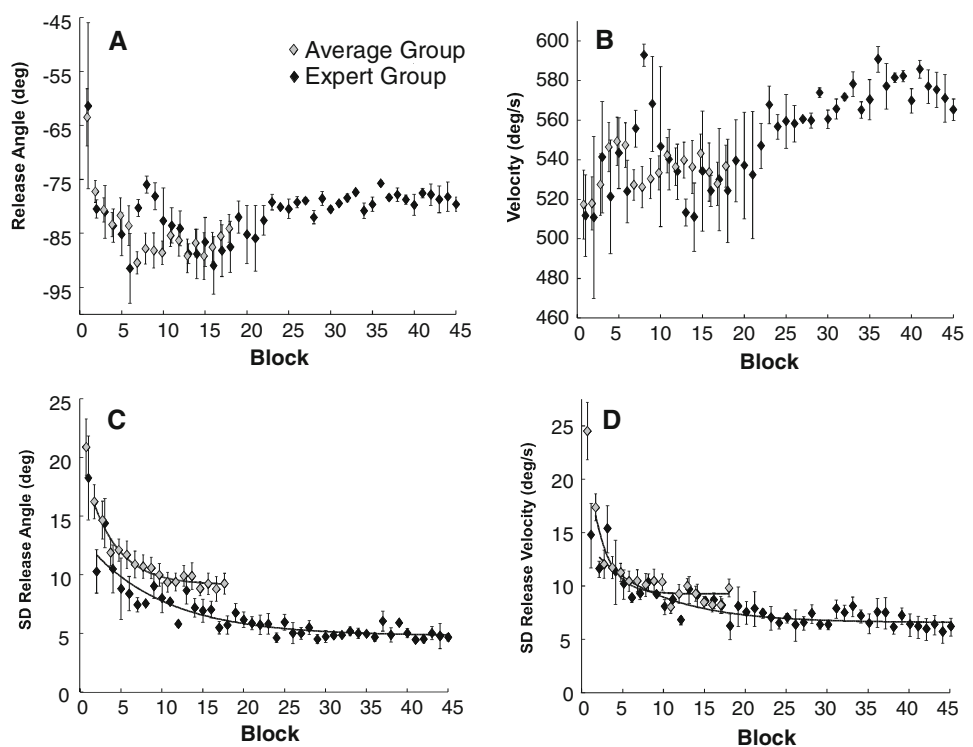 A
Average Group
Expert Group
Release Angle (deg)
-45
-55
-65
-75
-85
-95
0 5 10 15 20 25 30 35 40 45
Block
B
Velocity (deg/s)
600
580
560
540
520
500
480
460
0 5 10 15 20 25 30 35 40 45
Block
C
SD Release Angle (deg)
25
20
15
10
5
0
0 5 10 15 20 25 30 35 40 45
Block
D
SD Release Velocity (deg/s)
25
20
15
10
5
0
0 5 10 15 20 25 30 35 40 45
Block